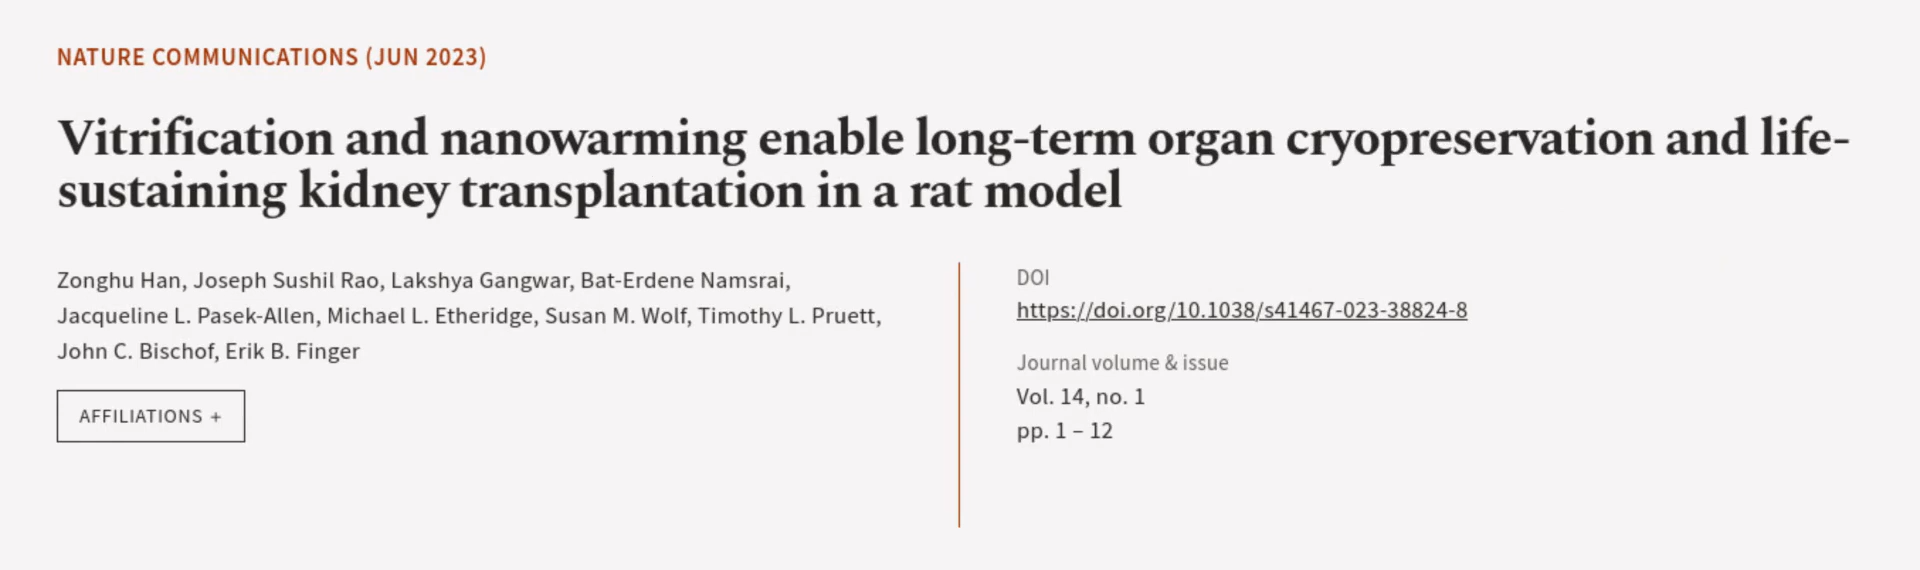 NATURE COMMUNICATIONS (JUN 2023)
Vitrification and nanowarming enable long-term organ cryopreservation and life-
sustaining kidney transplantation in a rat model
Zonghu Han, Joseph Sushil Rao, Lakshya Gangwar, Bat-Erdene Namsrai,
Jacqueline L. Pasek-Allen, Michael L. Etheridge, Susan M. Wolf, Timothy L. Pruett,
John C. Bischof, Erik B. Finger
AFFILIATIONS +
DOI
https://doi.org/10.1038/s41467-023-38824-8
Journal volume & issue
Vol. 14, no. 1
pp. 1 – 12